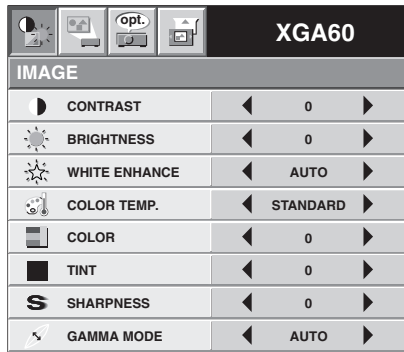 opt.
XGA60
IMAGE
CONTRAST 0
BRIGHTNESS 0
WHITE ENHANCE AUTO
COLOR TEMP. STANDARD
COLOR 0
TINT 0
S SHARPNESS 0
GAMMA MODE AUTO